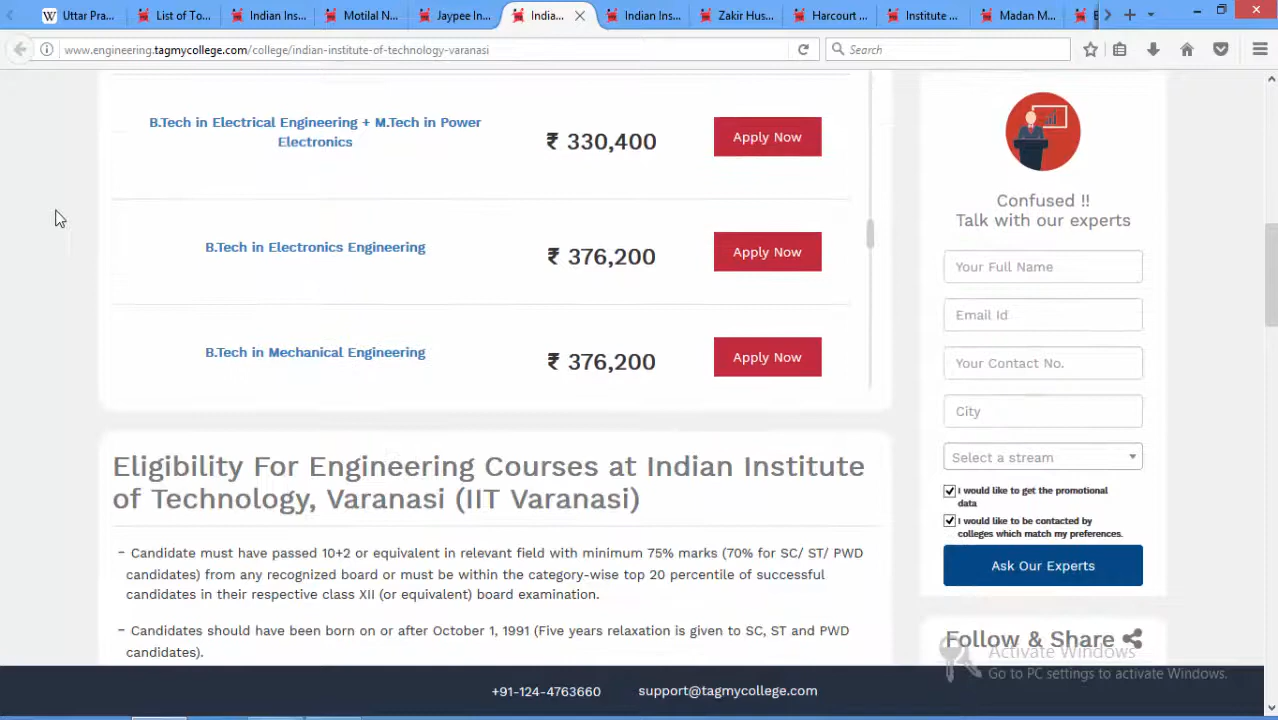 Uttar Pra...
List of To...
Indian Ins...
Motilal N...
Jaypee In...
India...
Indian Ins...
Zakir Hus...
Harcourt ...
Institute ...
Madan M...
www.engineering.tagmycollege.com/college/indian-institute-of-technology-varanasi
Search
B.Tech in Electrical Engineering + M.Tech in Power
Electronics
₹ 330,400
Apply Now
B.Tech in Electronics Engineering
₹ 376,200
Apply Now
B.Tech in Mechanical Engineering
₹ 376,200
Apply Now
Eligibility For Engineering Courses at Indian Institute
of Technology, Varanasi (IIT Varanasi)
– Candidate must have passed 10+2 or equivalent in relevant field with minimum 75% marks (70% for SC/ ST/ PWD
candidates) from any recognized board or must be within the category-wise top 20 percentile of successful
candidates in their respective class XII (or equivalent) board examination.
– Candidates should have been born on or after October 1, 1991 (Five years relaxation is given to SC, ST and PWD
candidates).
Confused !!
Talk with our experts
Your Full Name
Email Id
Your Contact No.
City
Select a stream
I would like to get the promotional
data
I would like to be contacted by
colleges which match my preferences.
Ask Our Experts
Follow & Share
Activate Windows
Go to PC settings to activate Windows.
+91-124-4763660
support@tagmycollege.com